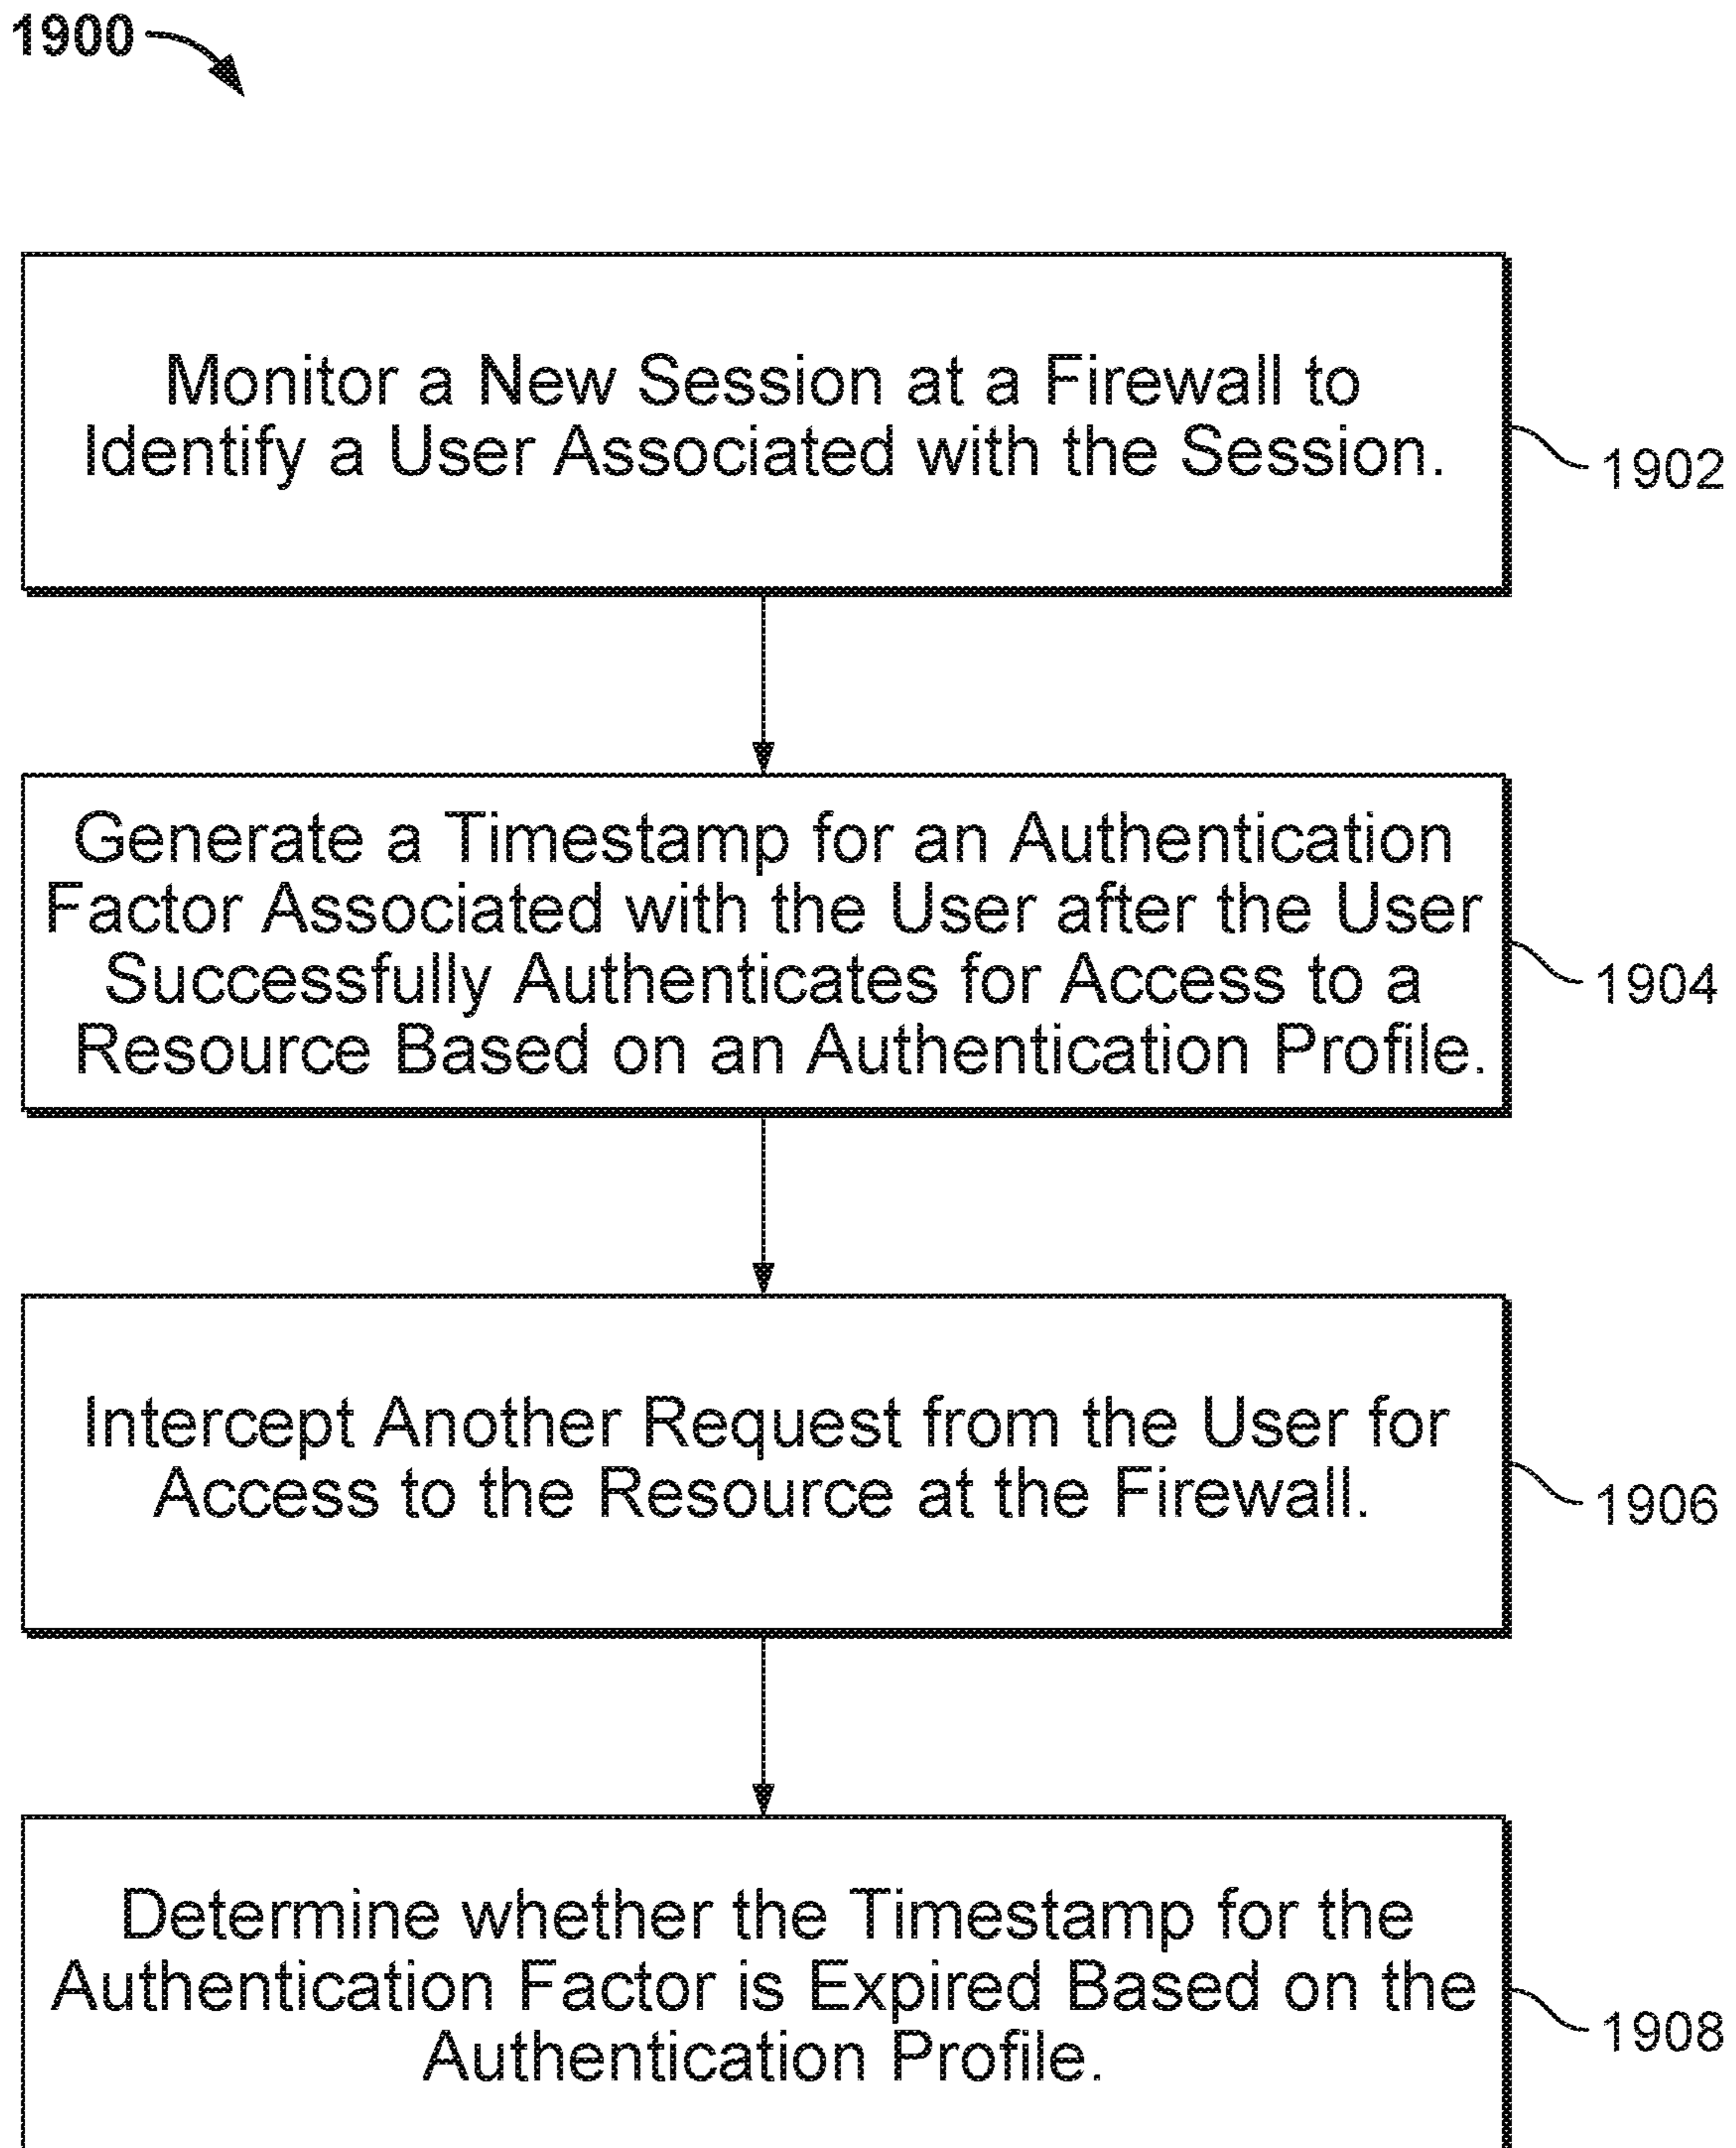 1900
Monitor a New Session at a Firewall to
Identify a User Associated with the Session.
1902
Generate a Timestamp for an Authentication
Factor Associated with the User after the User
Successfully Authenticates for Access to a
Resource Based on an Authentication Profile.
1904
Intercept Another Request from the User for
Access to the Resource at the Firewall.
1906
Determine whether the Timestamp for the
Authentication Factor is Expired Based on the
Authentication Profile.
1908